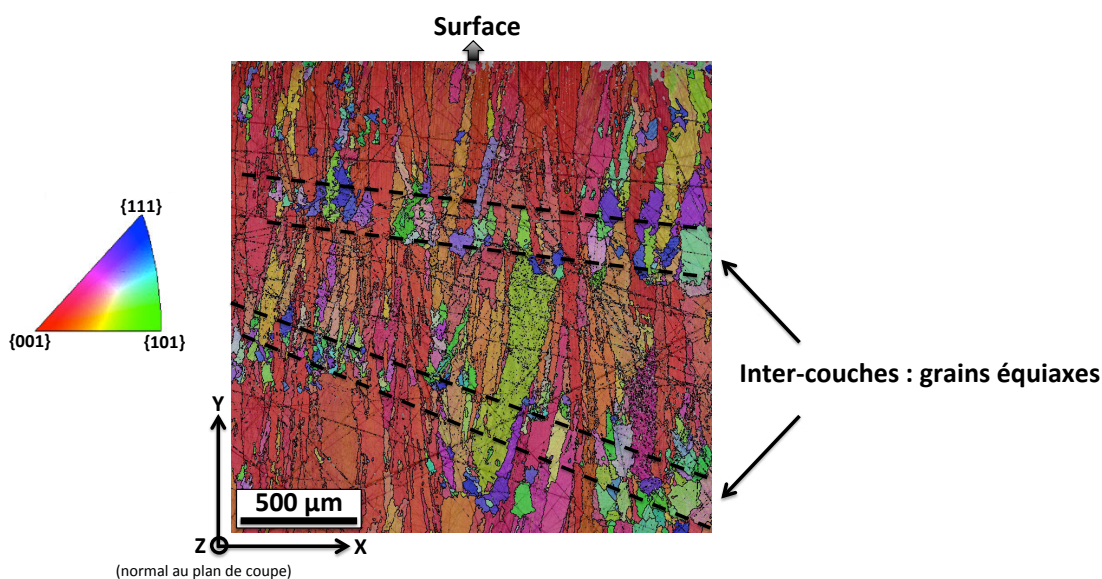 Surface
{111}
{001}
{101}
Inter-couches : grains équiaxes
Y
500 µm
Z
X
(normal au plan de coupe)